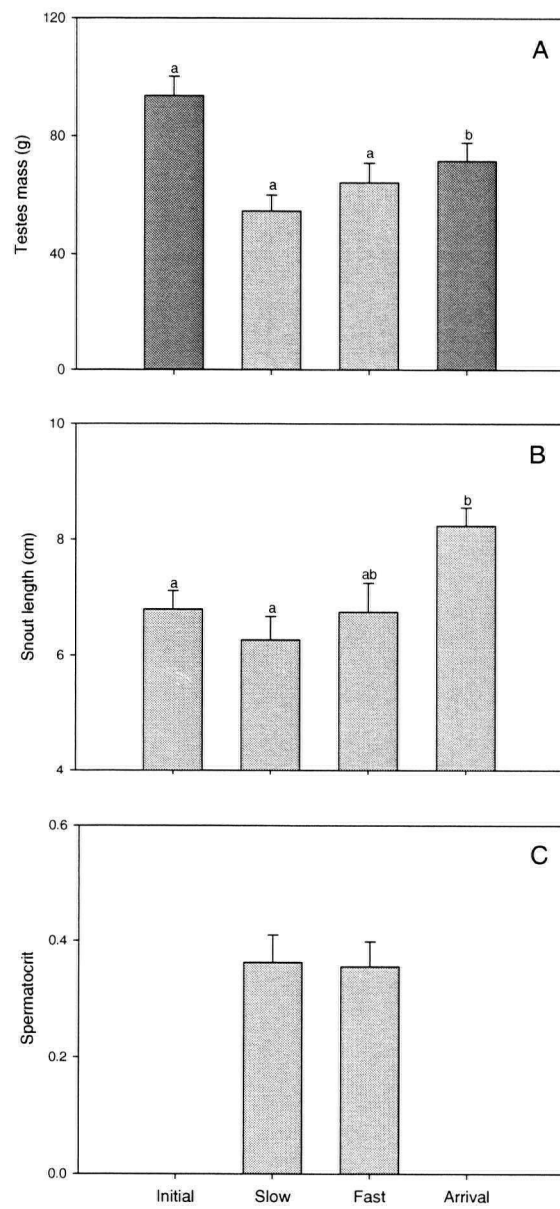 120
A
a
a
a
b
80
Testes mass (g)
40
0
10
B
b
8
a
a
ab
Snout length (cm)
6
4
0.6
C
0.4
Spermatocrit
0.2
0.0
Initial Slow Fast Arrival